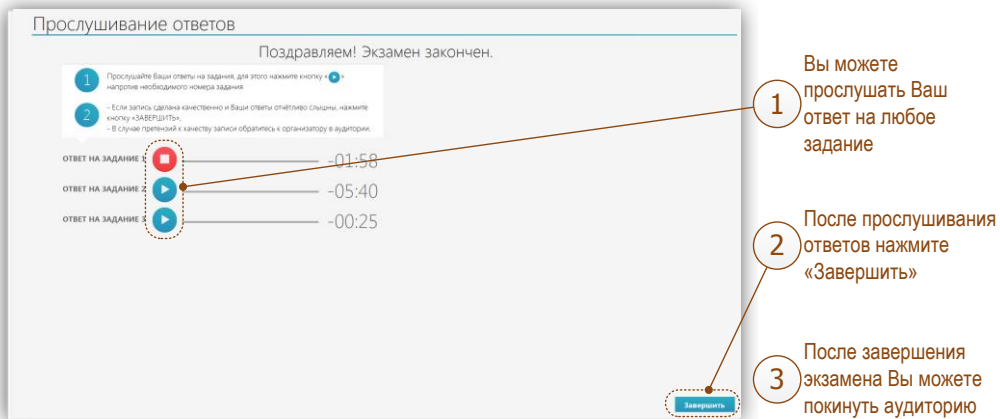 Прослушивание ответов
Поздравляем! Экзамен закончен.
1
Прослушайте Ваши ответы на задания, для этого нажмите кнопку « »
напротив необходимого номера задания
2
- Если запись сделана качественно и Ваши ответы отчётливо слышны, нажмите
кнопку «ЗАВЕРШИТЬ».
- В случае претензий к качеству записи обратитесь к организатору в аудитории.
ОТВЕТ НА ЗАДАНИЕ 1
-01:58
ОТВЕТ НА ЗАДАНИЕ 2
-05:40
ОТВЕТ НА ЗАДАНИЕ 3
-00:25
Завершить
1
Вы можете
прослушать Ваш
ответ на любое
задание
2
После прослушивания
ответов нажмите
«Завершить»
3
После завершения
экзамена Вы можете
покинуть аудиторию